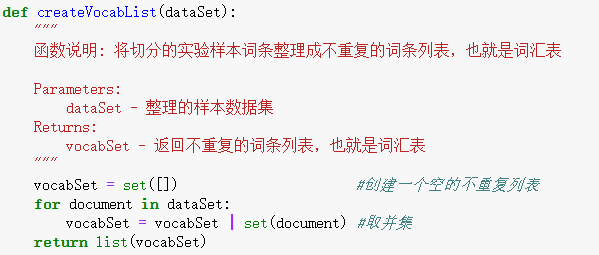 def createVocabList(dataSet):
    """
    函数说明: 将切分的实验样本词条整理成不重复的词条列表，也就是词汇表

    Parameters:
        dataSet - 整理的样本数据集
    Returns:
        vocabSet - 返回不重复的词条列表，也就是词汇表
    """
    vocabSet = set([])                      #创建一个空的不重复列表
    for document in dataSet:
        vocabSet = vocabSet | set(document) #取并集
    return list(vocabSet)